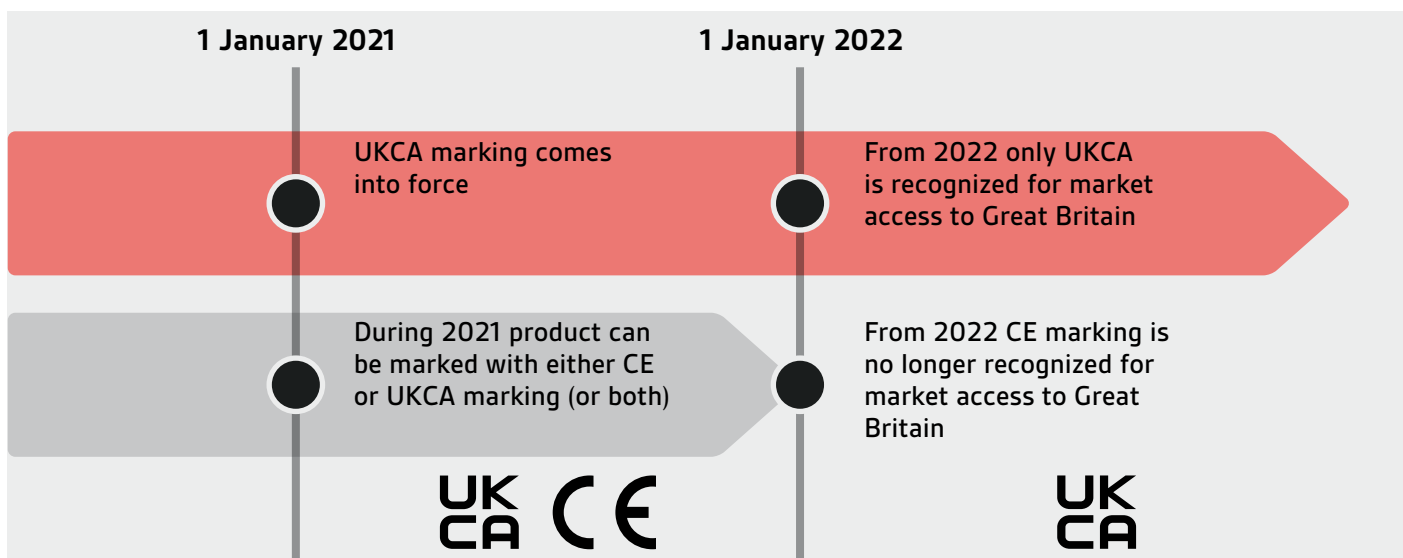 1 January 2021
1 January 2022
UKCA marking comes
into force
From 2022 only UKCA
is recognized for market
access to Great Britain
During 2021 product can
be marked with either CE
or UKCA marking (or both)
From 2022 CE marking is
no longer recognized for
market access to Great
Britain
UK
CA
CE
UK
CA